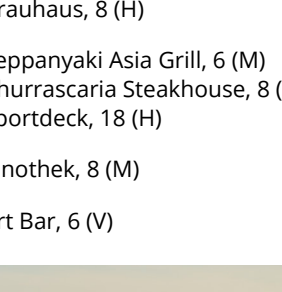 rauhaus, 8 (H)
eppanyaki Asia Grill, 6 (M)
hurrascaria Steakhouse, 8 (
portdeck, 18 (H)
nothek, 8 (M)
rt Bar, 6 (V)